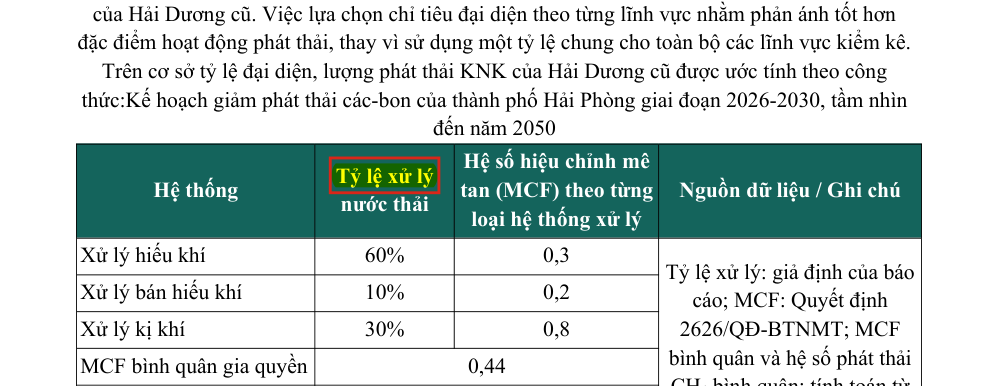 của Hải Dương cũ. Việc lựa chọn chỉ tiêu đại diện theo từng lĩnh vực nhằm phản ánh tốt hơn
đặc điểm hoạt động phát thải, thay vì sử dụng một tỷ lệ chung cho toàn bộ các lĩnh vực kiểm kê.
Trên cơ sở tỷ lệ đại diện, lượng phát thải KNK của Hải Dương cũ được ước tính theo công
thức:Kế hoạch giảm phát thải các-bon của thành phố Hải Phòng giai đoạn 2026-2030, tầm nhìn
đến năm 2050
Hệ thống
Tỷ lệ xử lý
nước thải
Hệ số hiệu chỉnh mê
tan (MCF) theo từng
loại hệ thống xử lý
Nguồn dữ liệu / Ghi chú
Xử lý hiếu khí 60% 0,3
Xử lý bán hiếu khí 10% 0,2
Xử lý kị khí 30% 0,8
MCF bình quân gia quyền 0,44
Tỷ lệ xử lý: giả định của báo
cáo; MCF: Quyết định
2626/QĐ-BTNMT; MCF
bình quân và hệ số phát thải
CH₄ bình quân: tính toán từ